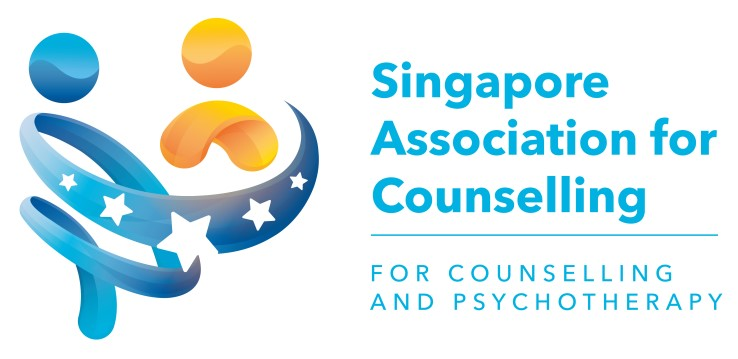 Singapore
Association for
Counselling
FOR COUNSELLING
AND PSYCHOTHERAPY